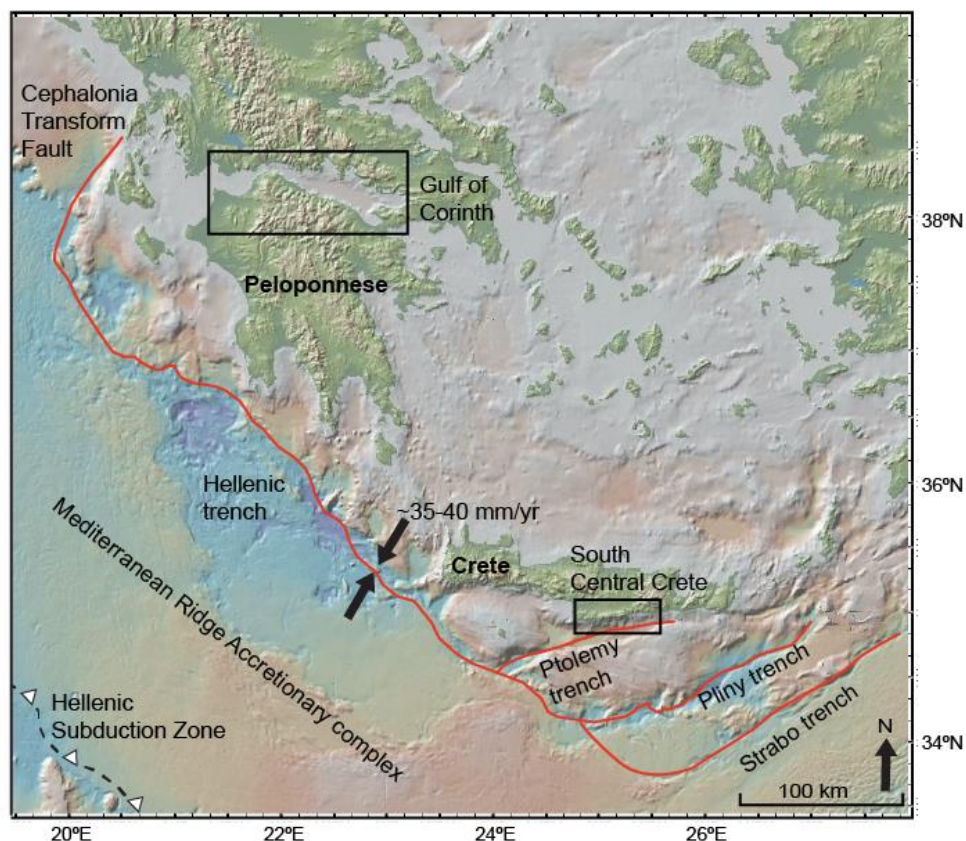 Cephalonia
Transform
Fault
Gulf of
Corinth
38ºN
Peloponnese
36ºN
Hellenic
trench
~35-40 mm/yr
Mediterranean Ridge Accretionary complex
Crete
South
Central Crete
Ptolemy
trench
Pliny trench
Strabo trench
Hellenic
Subduction Zone
N
34ºN
100 km
20ºE
22ºE
24ºE
26ºE